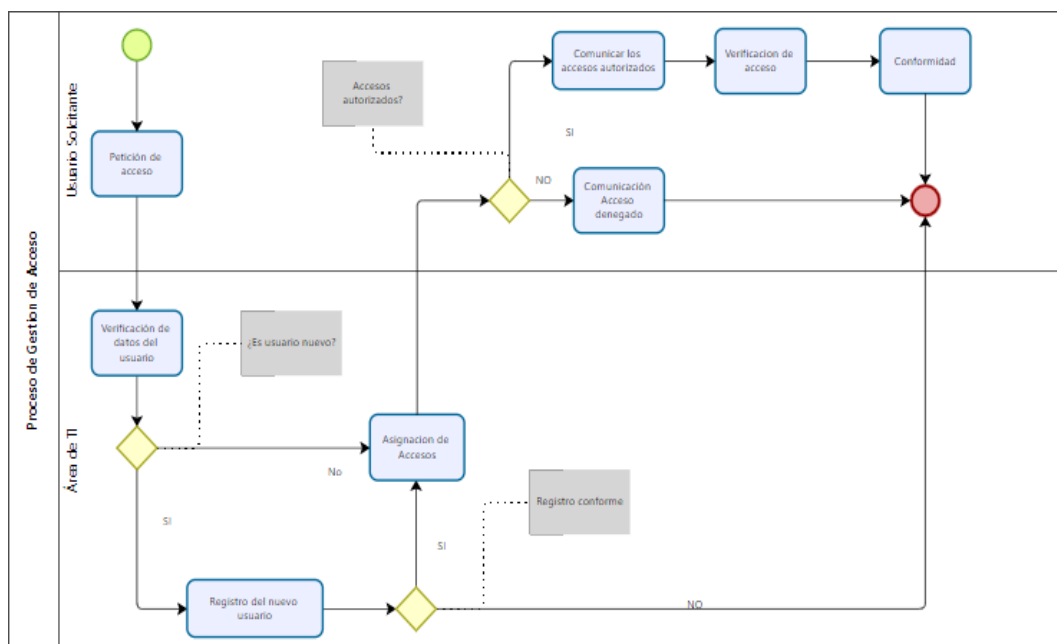 Proceso de Gestion de Acceso
Usuario Solcitante
Petición de
acceso
Accesos
autorizados?
Comunicar los
accesos autorizados
Verificacion de
acceso
Conformidad
SI
NO
Comunicación
Acceso
denegado
Área de TI
Verificación de
datos del
usuario
¿Es usuario nuevo?
Asignacion de
Accesos
No
Registro conforme
SI
SI
Registro del nuevo
usuario
NO